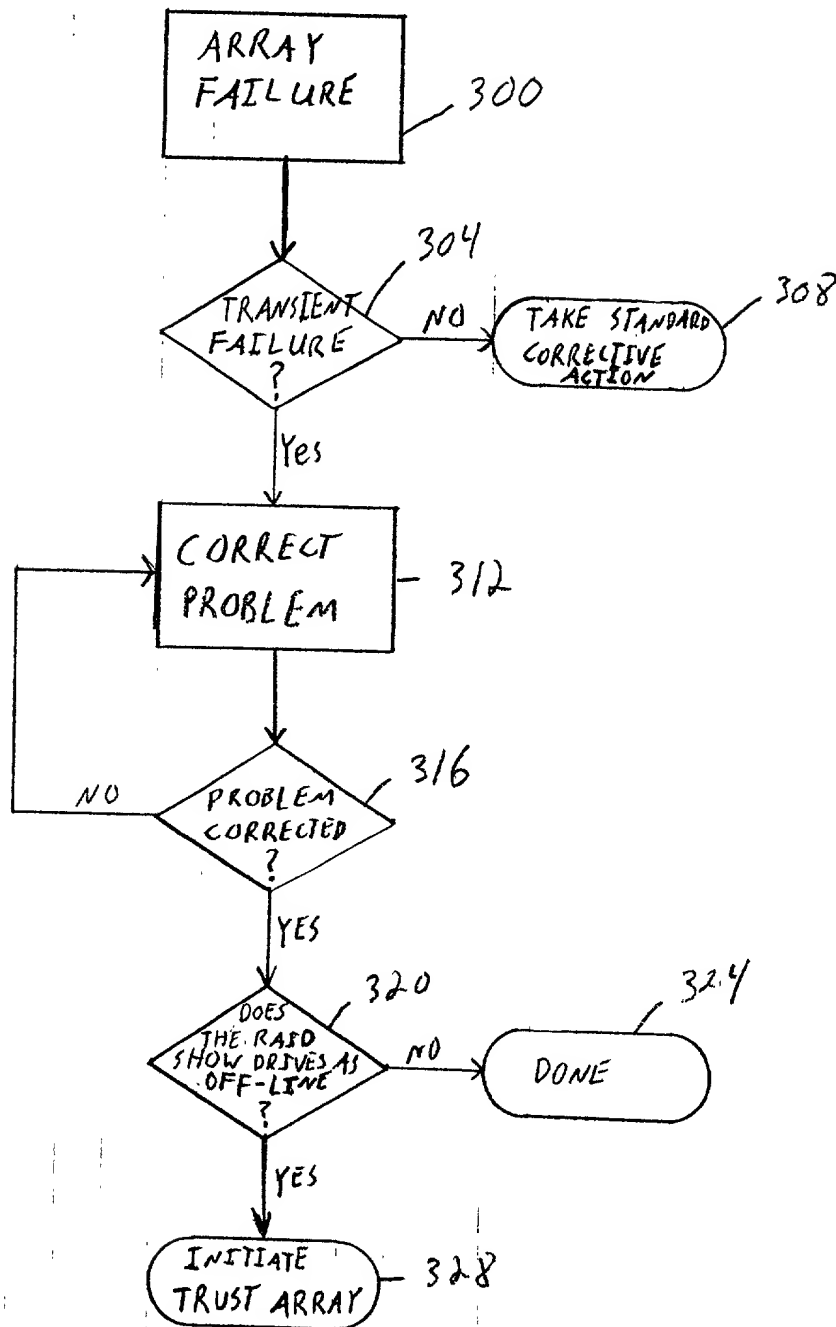 ARRAY
FAILURE
300
304
TRANSIENT
FAILURE
?
NO
308
TAKE STANDARD
CORRECTIVE
ACTION
Yes
CORRECT
PROBLEM
312
316
PROBLEM
CORRECTED
?
NO
YES
320
DOES
THE RAID
SHOW DRIVES AS
OFF-LINE
?
NO
324
DONE
YES
INITIATE
TRUST ARRAY
328